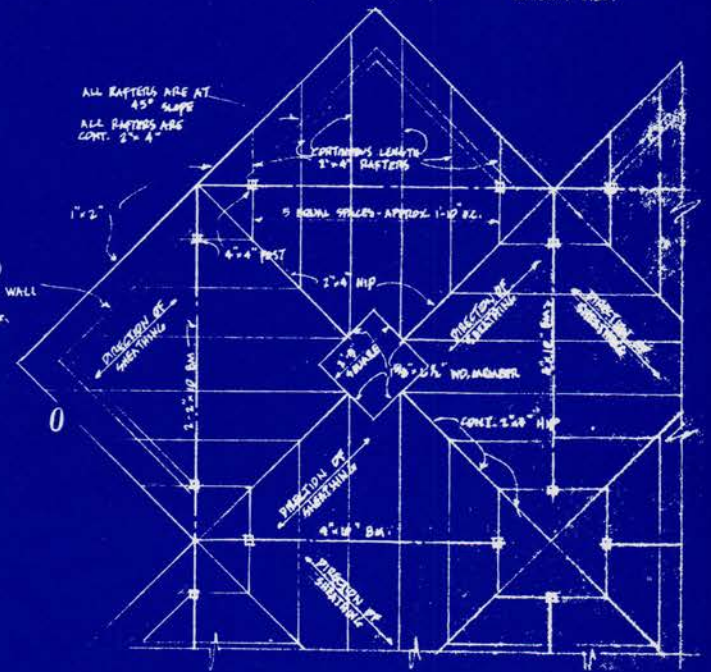 ALL RAFTERS ARE AT
45° SLOPE
ALL RAFTERS ARE
CONT. 2"x 4"
CONTINUOUS LENGTH
2"x 4" RAFTERS
1"x 2"
5 EQUAL SPACES - APPROX. 1'-10" O.C.
4"x 4" POST
WALL
2"x 4" HIP
DIRECTION OF
SHEATHING
DIRECTION OF
SHEATHING
DIRECTION OF
SHEATHING
2-2"x 10 BM
SQUARE
WD. MEMBER
0
CONT. 2"x 8" HIP
DIRECTION OF
SHEATHING
4"x 10" BM.
DIRECTION OF
SHEATHING